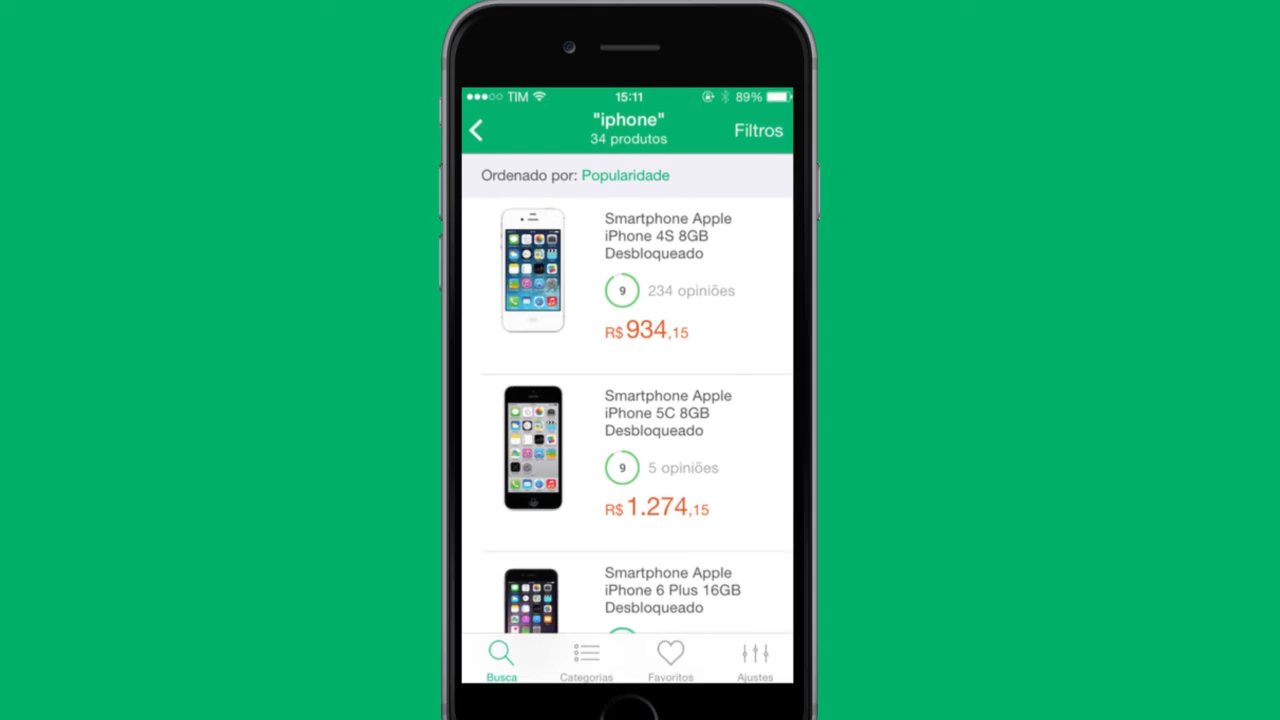 TIM 15:11 89%
"iphone"
34 produtos
Filtros
Ordenado por: Popularidade
Smartphone Apple
iPhone 4S 8GB
Desbloqueado
9 234 opiniões
R$ 934,15
Smartphone Apple
iPhone 5C 8GB
Desbloqueado
9 5 opiniões
R$ 1.274,15
Smartphone Apple
iPhone 6 Plus 16GB
Desbloqueado
Busca Categorias Favoritos Ajustes